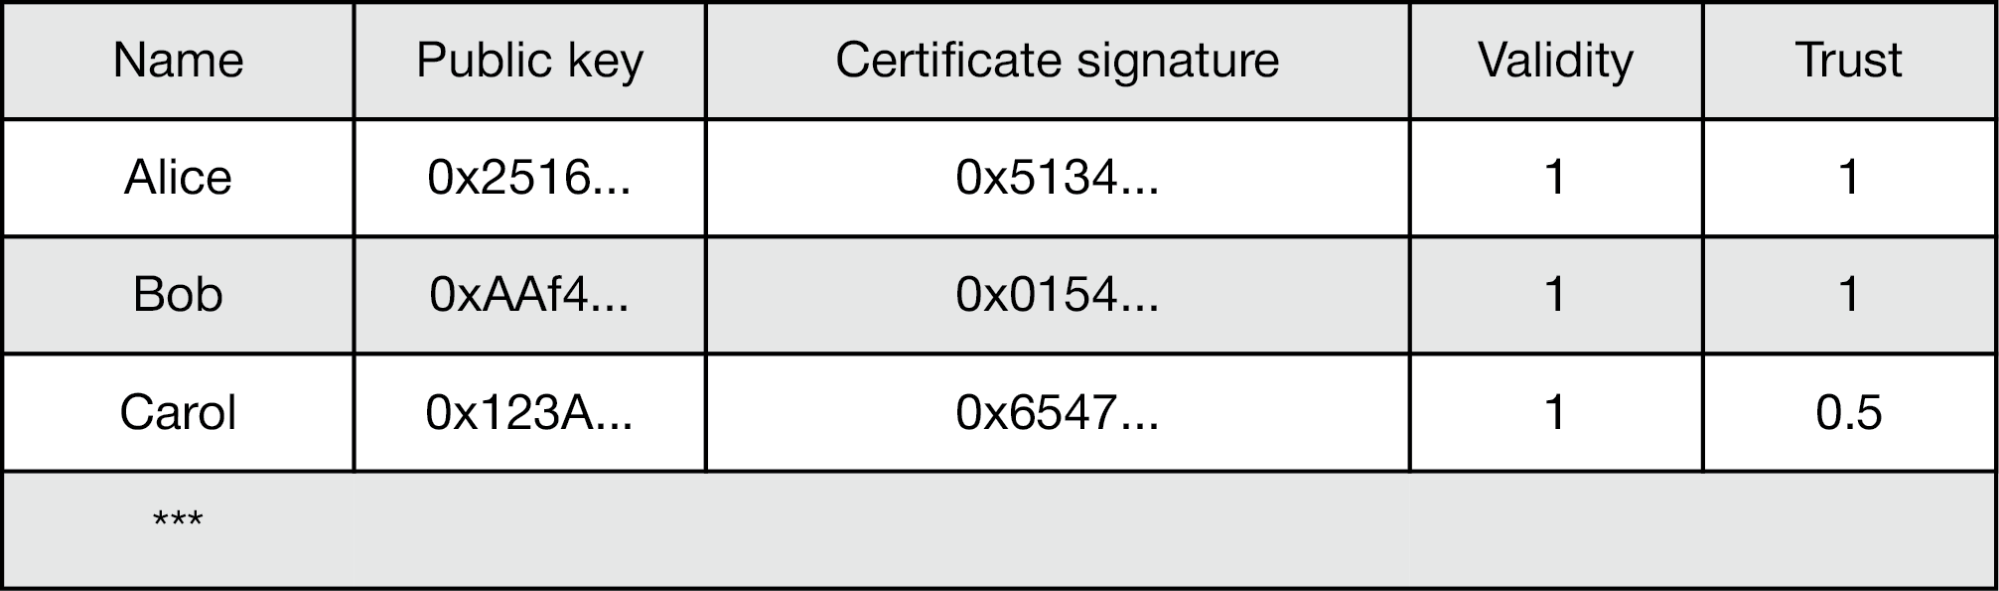 Name Public key Certificate signature Validity Trust
Alice 0x2516... 0x5134... 1 1
Bob 0xAAf4... 0x0154... 1 1
Carol 0x123A... 0x6547... 1 0.5
***